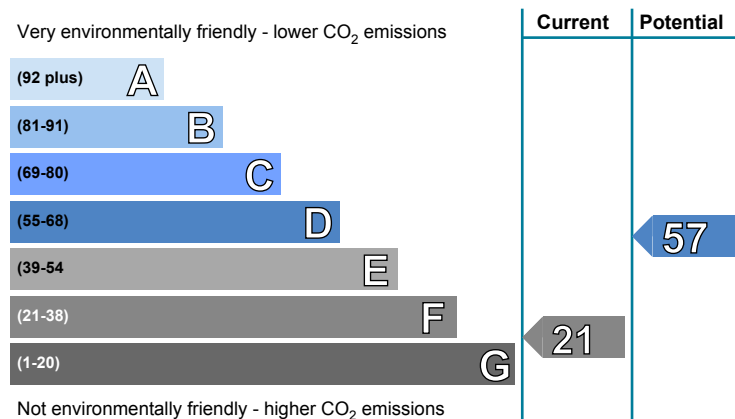 Very environmentally friendly - lower CO2 emissions
Current
Potential
(92 plus) A
(81-91) B
(69-80) C
(55-68) D
57
(39-54 E
(21-38) F
21
(1-20) G
Not environmentally friendly - higher CO2 emissions